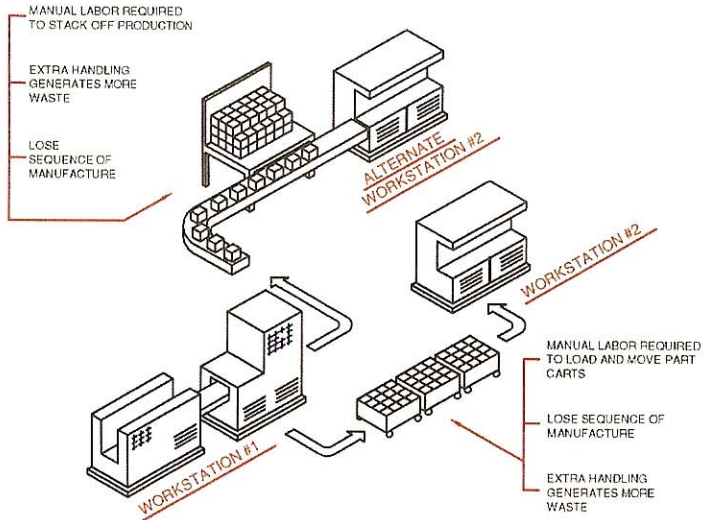 MANUAL LABOR REQUIRED
TO STACK OFF PRODUCTION
EXTRA HANDLING
GENERATES MORE
WASTE
LOSE
SEQUENCE OF
MANUFACTURE
ALTERNATE
WORKSTATION #2
WORKSTATION #2
WORKSTATION #1
MANUAL LABOR REQUIRED
TO LOAD AND MOVE PART
CARTS
LOSE SEQUENCE OF
MANUFACTURE
EXTRA HANDLING
GENERATES MORE
WASTE